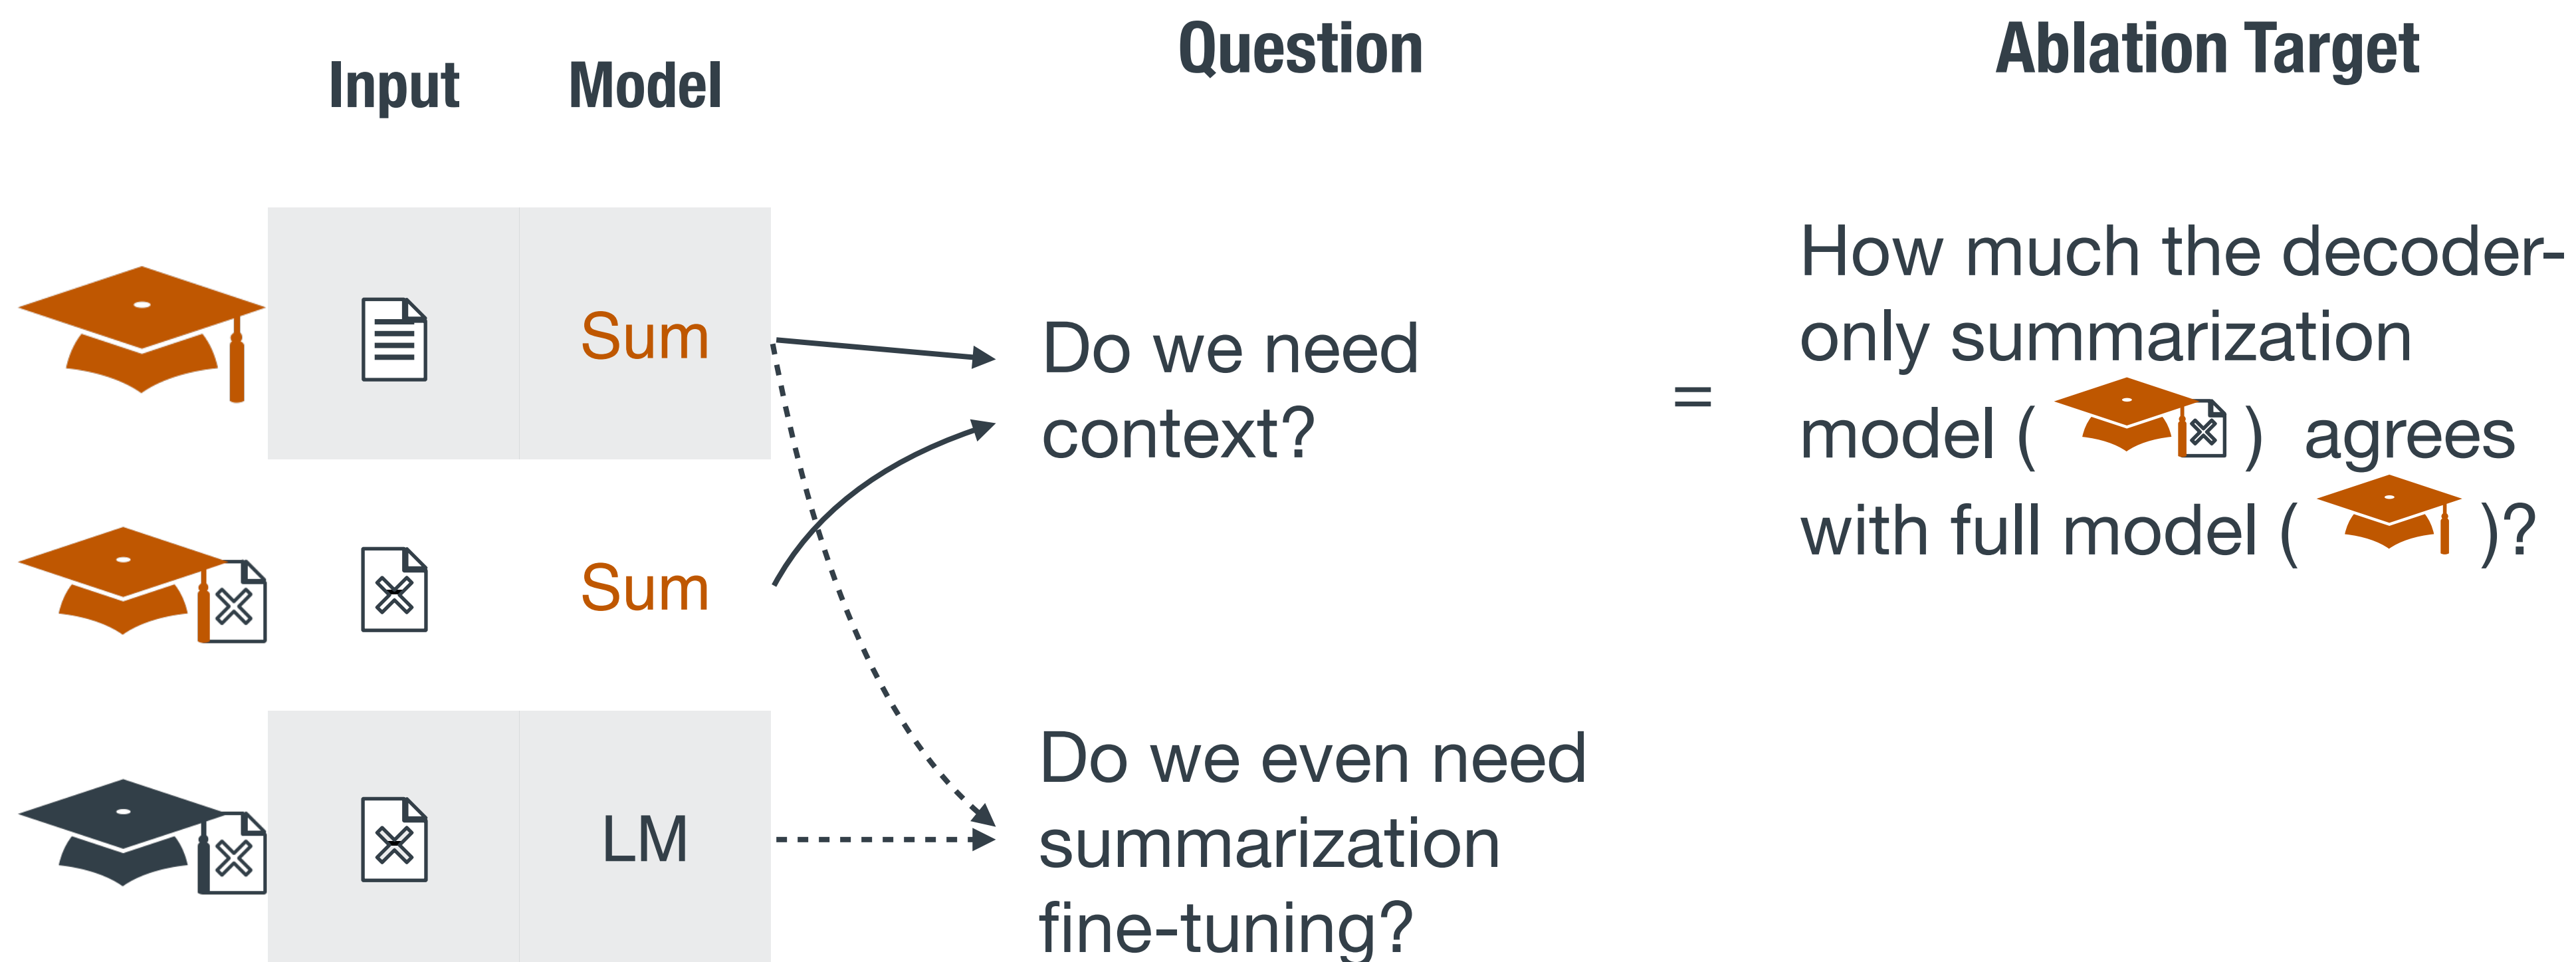 Input
Model
Question
Ablation Target
Sum
Do we need
context?
=
How much the decoder-
only summarization
model ( ) agrees
with full model ( )?
Sum
LM
Do we even need
summarization
fine-tuning?